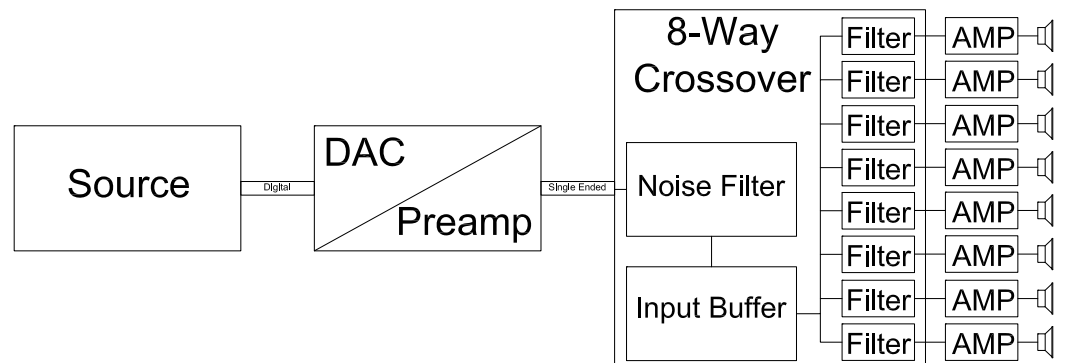 Source
Digital
DAC
Preamp
Single Ended
8-Way
Crossover
Noise Filter
Input Buffer
Filter
AMP
Filter
AMP
Filter
AMP
Filter
AMP
Filter
AMP
Filter
AMP
Filter
AMP
Filter
AMP